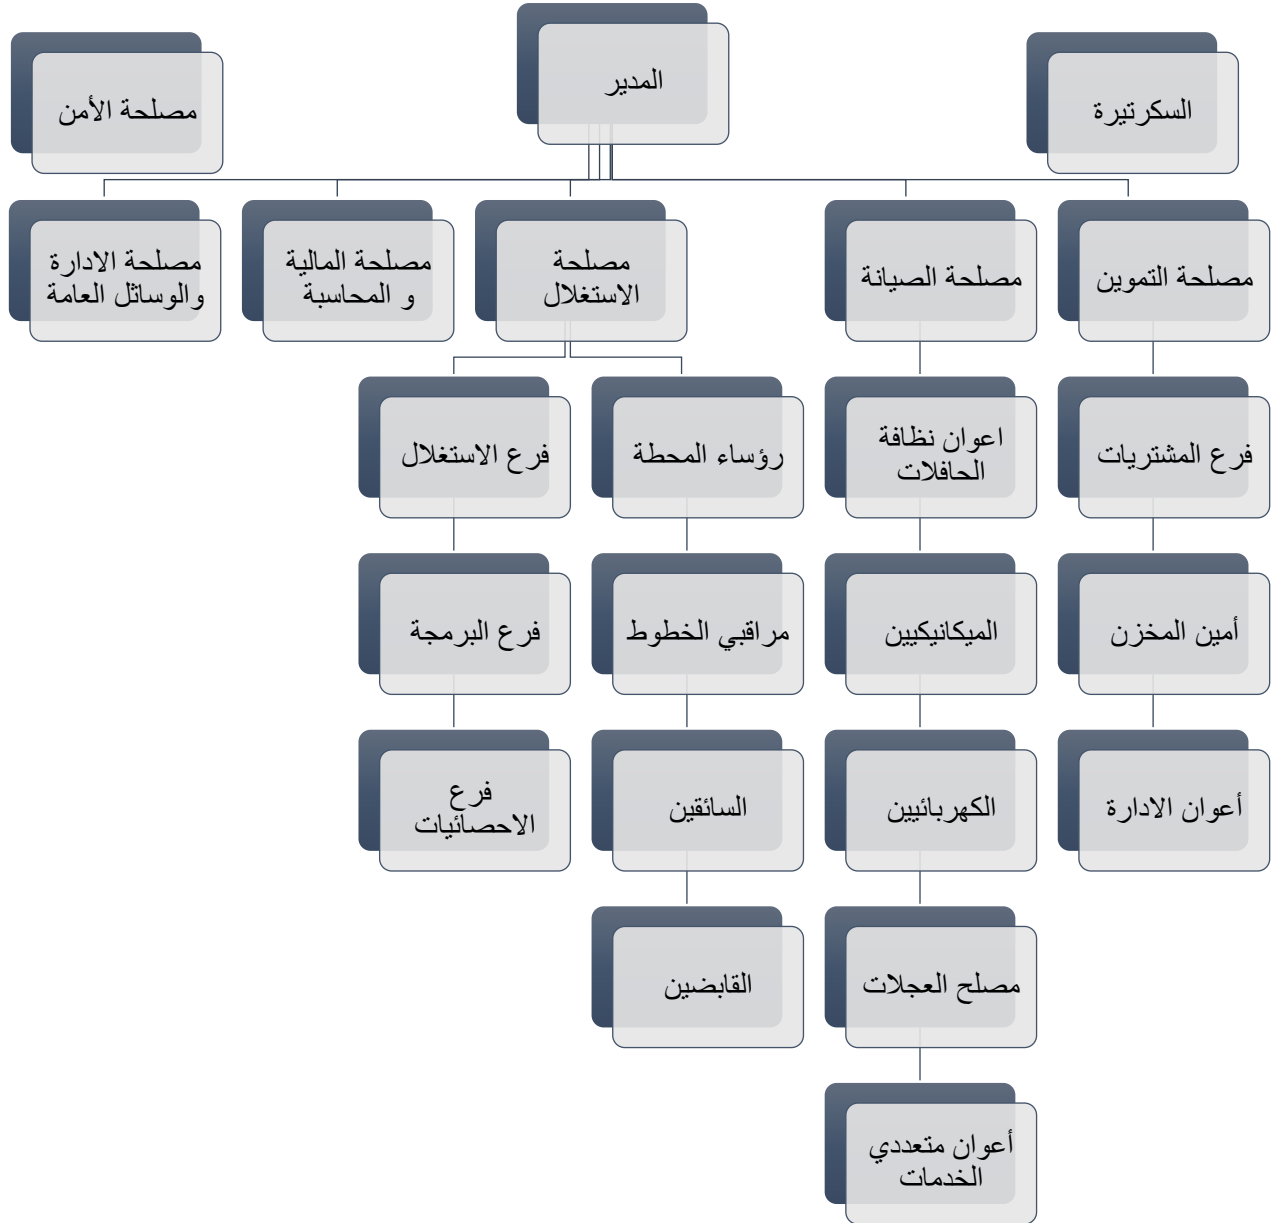 السكرتيرة
المدير
مصلحة الأمن
مصلحة التموين
مصلحة الصيانة
مصلحة
الاستغلال
مصلحة المالية
و المحاسبة
مصلحة الادارة
والوسائل العامة
فرع المشتريات
اعوان نظافة
الحافلات
رؤساء المحطة
فرع الاستغلال
أمين المخزن
الميكانيكيين
مراقبي الخطوط
فرع البرمجة
أعوان الادارة
الكهربائيين
السائقين
فرع
الاحصائيات
مصلح العجلات
القابضين
أعوان متعددي
الخدمات